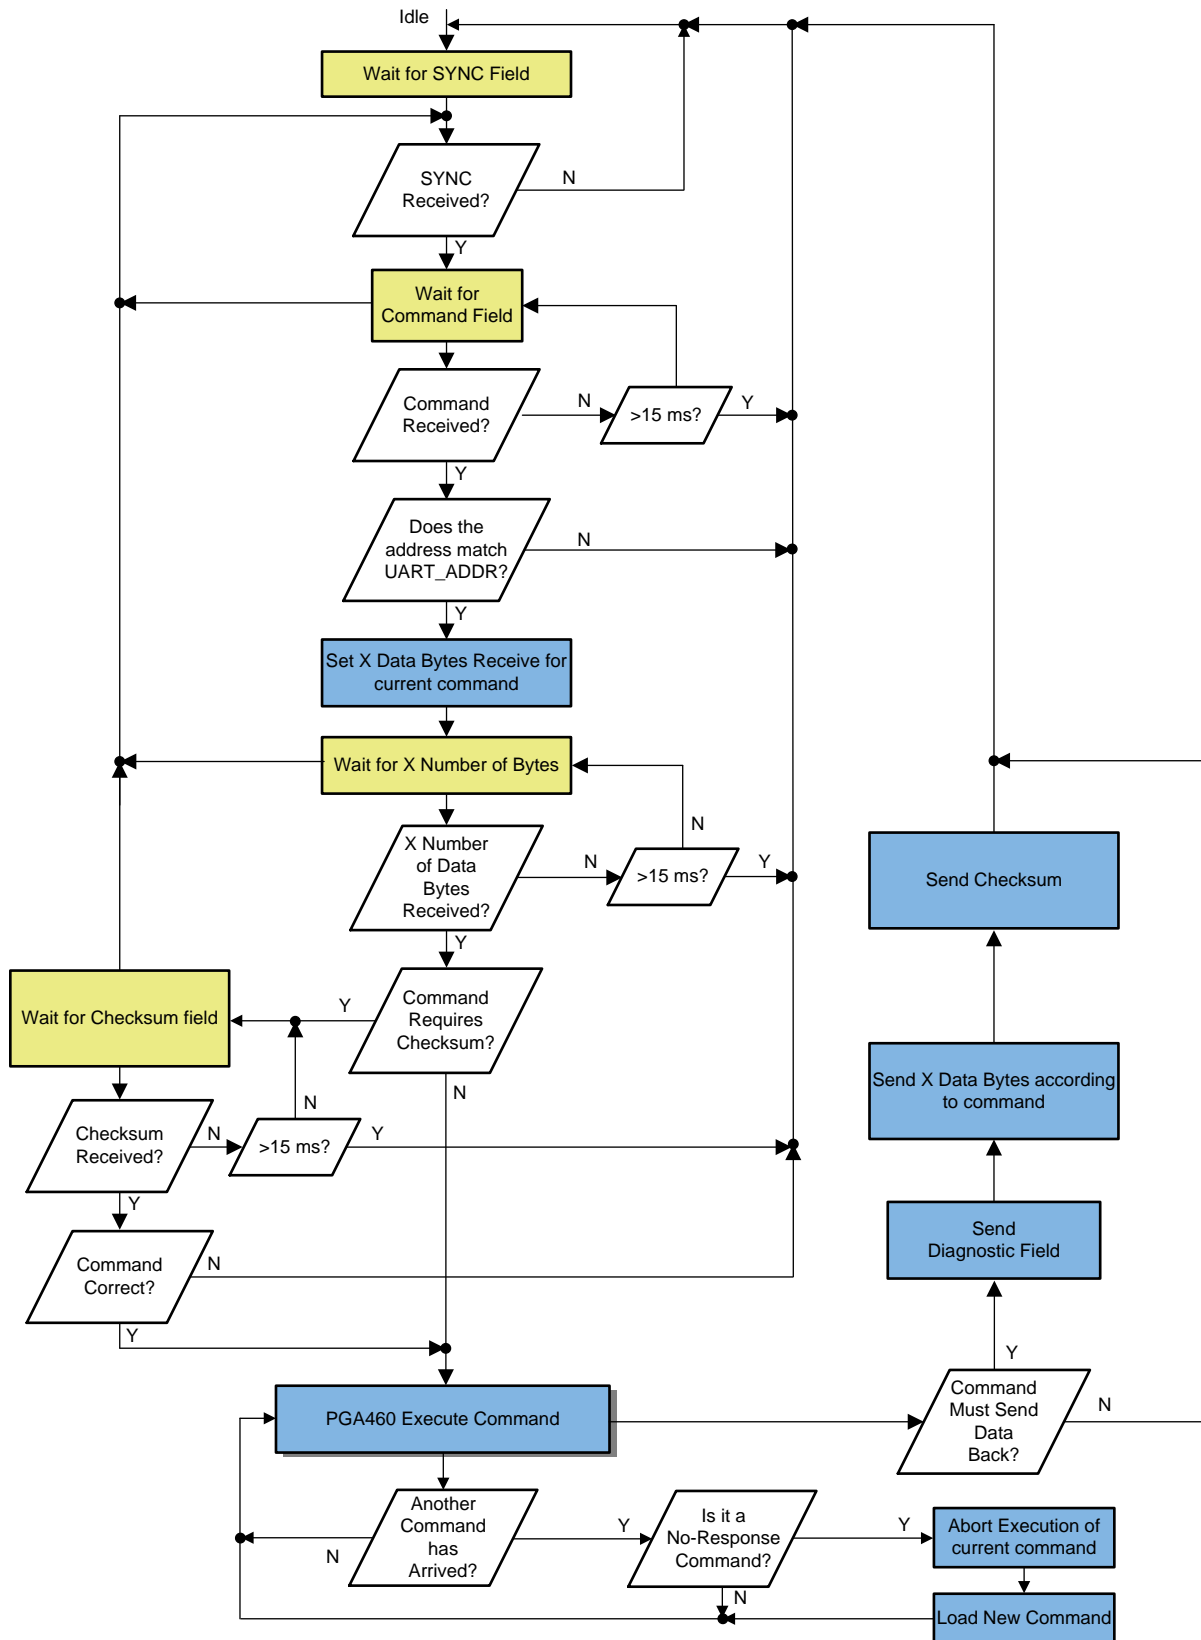 Idle
Wait for SYNC Field
SYNC
Received?
N
Y
Wait for
Command Field
Command
Received?
N
>15 ms?
Y
Y
Does the
address match
UART_ADDR?
N
Y
Set X Data Bytes Receive for
current command
Wait for X Number of Bytes
X Number
of Data
Bytes
Received?
N
>15 ms?
N
Y
Y
Command
Requires
Checksum?
Y
N
Wait for Checksum field
Checksum
Received?
N
>15 ms?
N
Y
Y
Command
Correct?
N
Y
PGA460 Execute Command
Another
Command
has
Arrived?
N
Y
Is it a
No-Response
Command?
Y
N
Abort Execution of
current command
Load New Command
Command
Must Send
Data
Back?
N
Y
Send
Diagnostic Field
Send X Data Bytes according
to command
Send Checksum